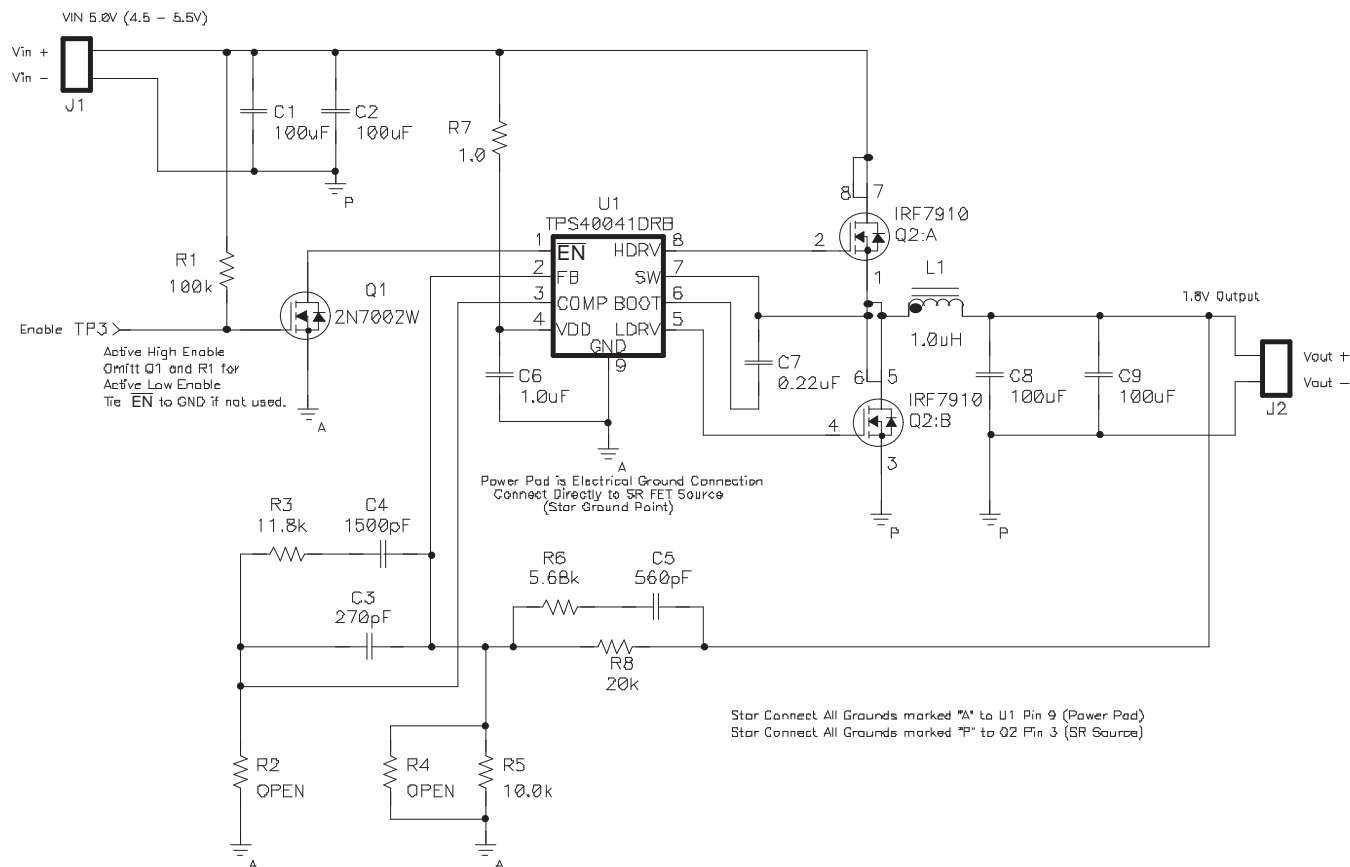 VIN 5.0V (4.5 - 5.5V)
Vin +
Vin -
J1
C1
100uF
C2
100uF
P
R7
1.0
R1
100k
Q1
2N7002W
Enable TP3
Active High Enable
Omitt Q1 and R1 for
Active Low Enable
Tie EN to GND if not used.
A
U1
TPS40041DRB
1
EN
HDRV
8
2
FB
SW
7
3
COMP
BOOT
6
4
VDD
LDRV
5
GND
9
C6
1.0uF
A
Power Pad is Electrical Ground Connection
Connect Directly to SR FET Source
(Star Ground Point)
8
7
2
IRF7910
Q2:A
1
L1
1.0uH
C7
0.22uF
6
5
IRF7910
Q2:B
4
3
P
1.8V Output
C8
100uF
C9
100uF
P
Vout +
Vout -
J2
R3
11.8k
C4
1500pF
C3
270pF
R6
5.68k
C5
560pF
R8
20k
Star Connect All Grounds marked "A" to U1 Pin 9 (Power Pad)
Star Connect All Grounds marked "P" to Q2 Pin 3 (SR Source)
R2
OPEN
R4
OPEN
R5
10.0k
A
A